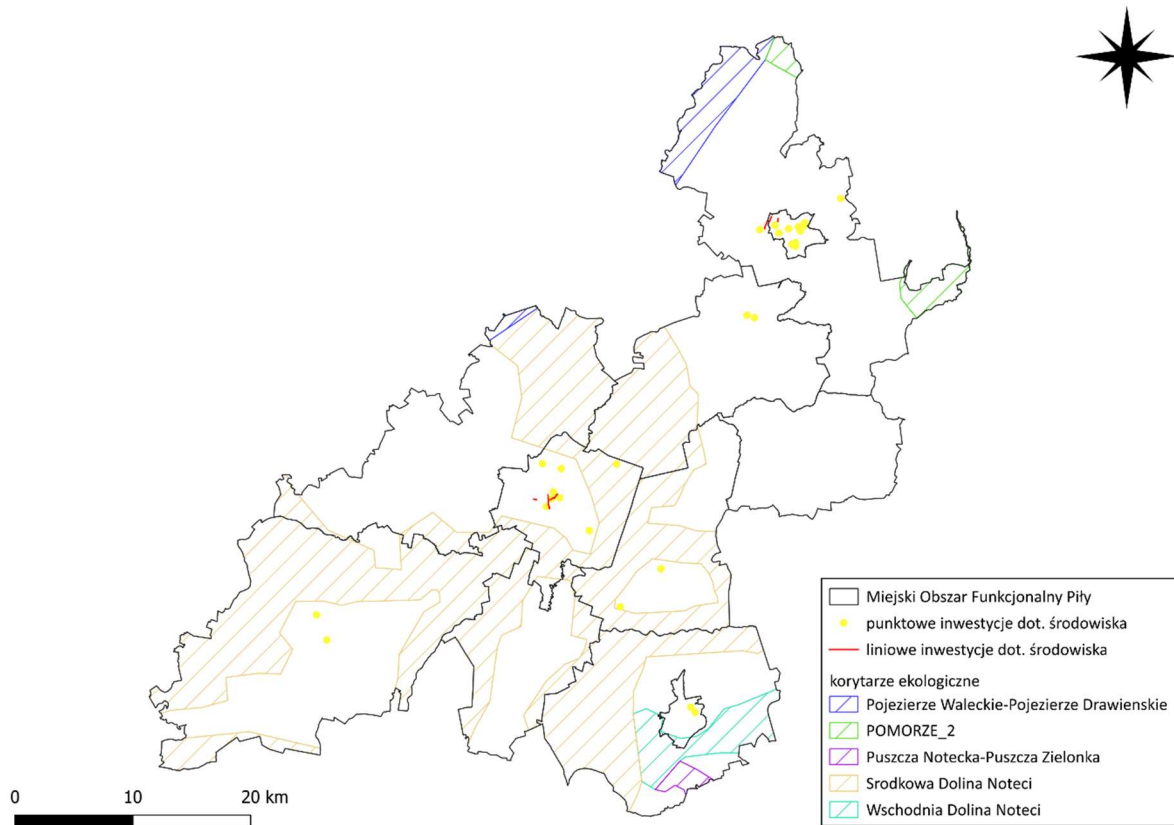 Miejski Obszar Funkcjonalny Piły
punktowe inwestycje dot. środowiska
liniowe inwestycje dot. środowiska
korytarze ekologiczne
Pojezierze Waleckie-Pojezierze Drawienskie
POMORZE_2
Puszcza Notecka-Puszcza Zielonka
Srodkowa Dolina Noteci
Wschodnia Dolina Noteci
0 10 20 km